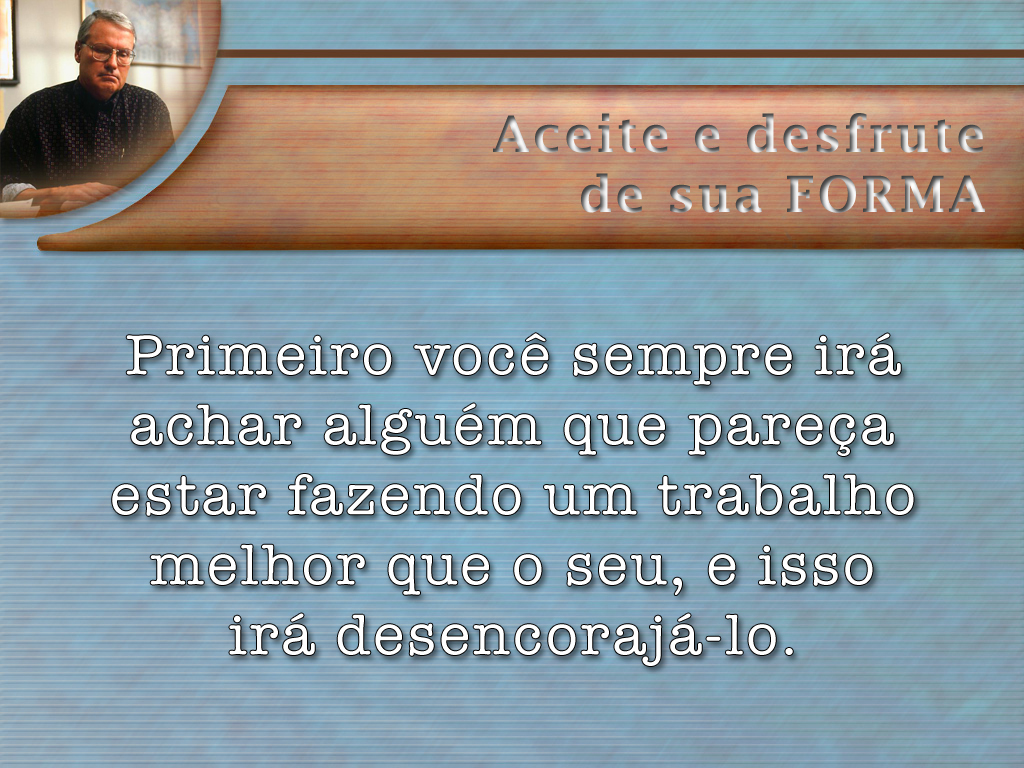 Aceite e desfrute
de sua FORMA
Primeiro você sempre irá
achar alguém que pareça
estar fazendo um trabalho
melhor que o seu, e isso
irá desencorajá-lo.